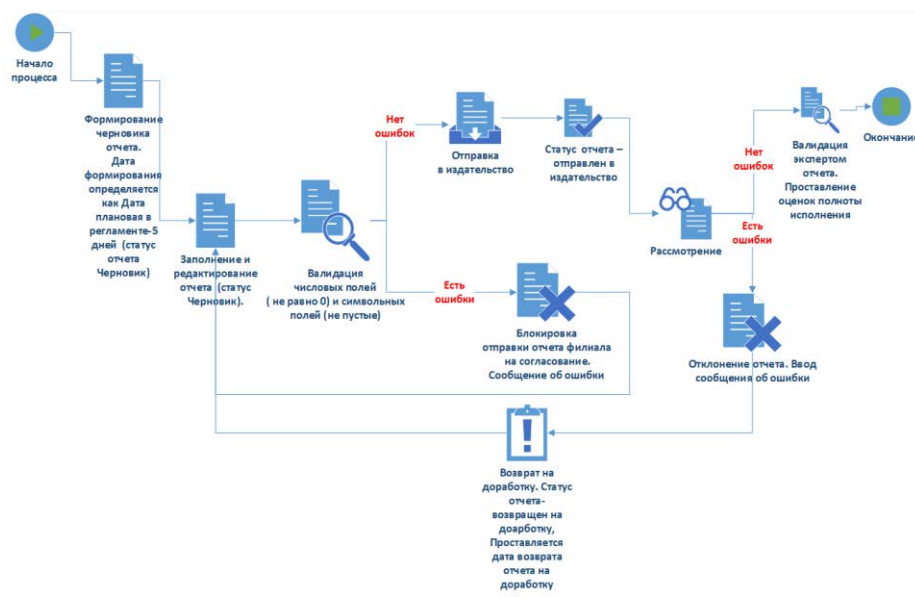 Начало
процесса
Формирование
черновика
отчета.
Дата
формирования
определяется
как Дата
плановая в
регламенте-5
дней (статус
отчета
Черновик)
Заполнение и
редактирование
отчета (статус
Черновик).
Валидация
числовых полей
( не равно 0) и символьных
полей (не пустые)
Нет
ошибок
Отправка
в издательство
Статус отчета –
отправлен в
издательство
Есть
ошибки
Блокировка
отправки отчета филиала
на согласование.
Сообщение об ошибки
Рассмотрение
Нет
ошибок
Валидация
экспертом
отчета.
Проставление
оценок полноты
исполнения
Окончание
Есть
ошибки
Отклонение отчета. Ввод
сообщения об ошибки
Возврат на
доработку. Статус
отчета-
возвращен на
доарботку,
Проставляется
дата возврата
отчета на
доработку